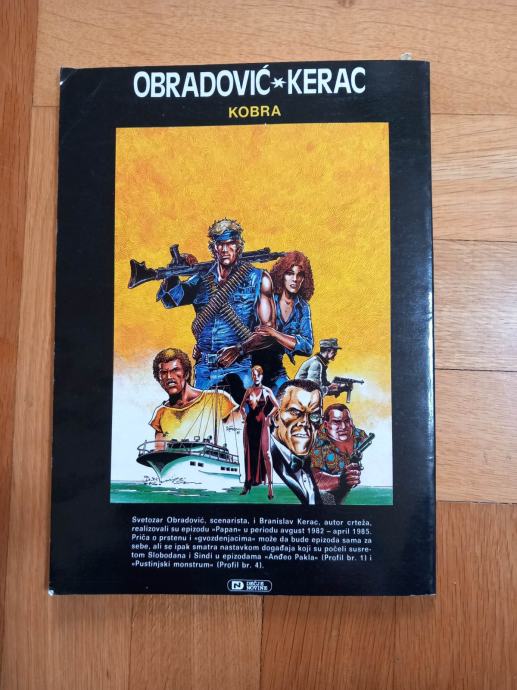 OBRADOVIĆ★KERAC
KOBRA
Svetozar Obradović, scenarista, i Branislav Kerac, autor crteža,
realizovali su epizodu »Papan« u periodu avgust 1982 – april 1985.
Priča o prstenu i »gvozdenjacima« može da bude epizoda sama za
sebe, ali se ipak smatra nastavkom događaja koji su počeli susre-
tom Slobodana i Sindi u epizodama »Anđeo Pakla« (Profil br. 1) i
»Pustinjski monstrum« (Profil br. 4).
DEČJE
NOVINE